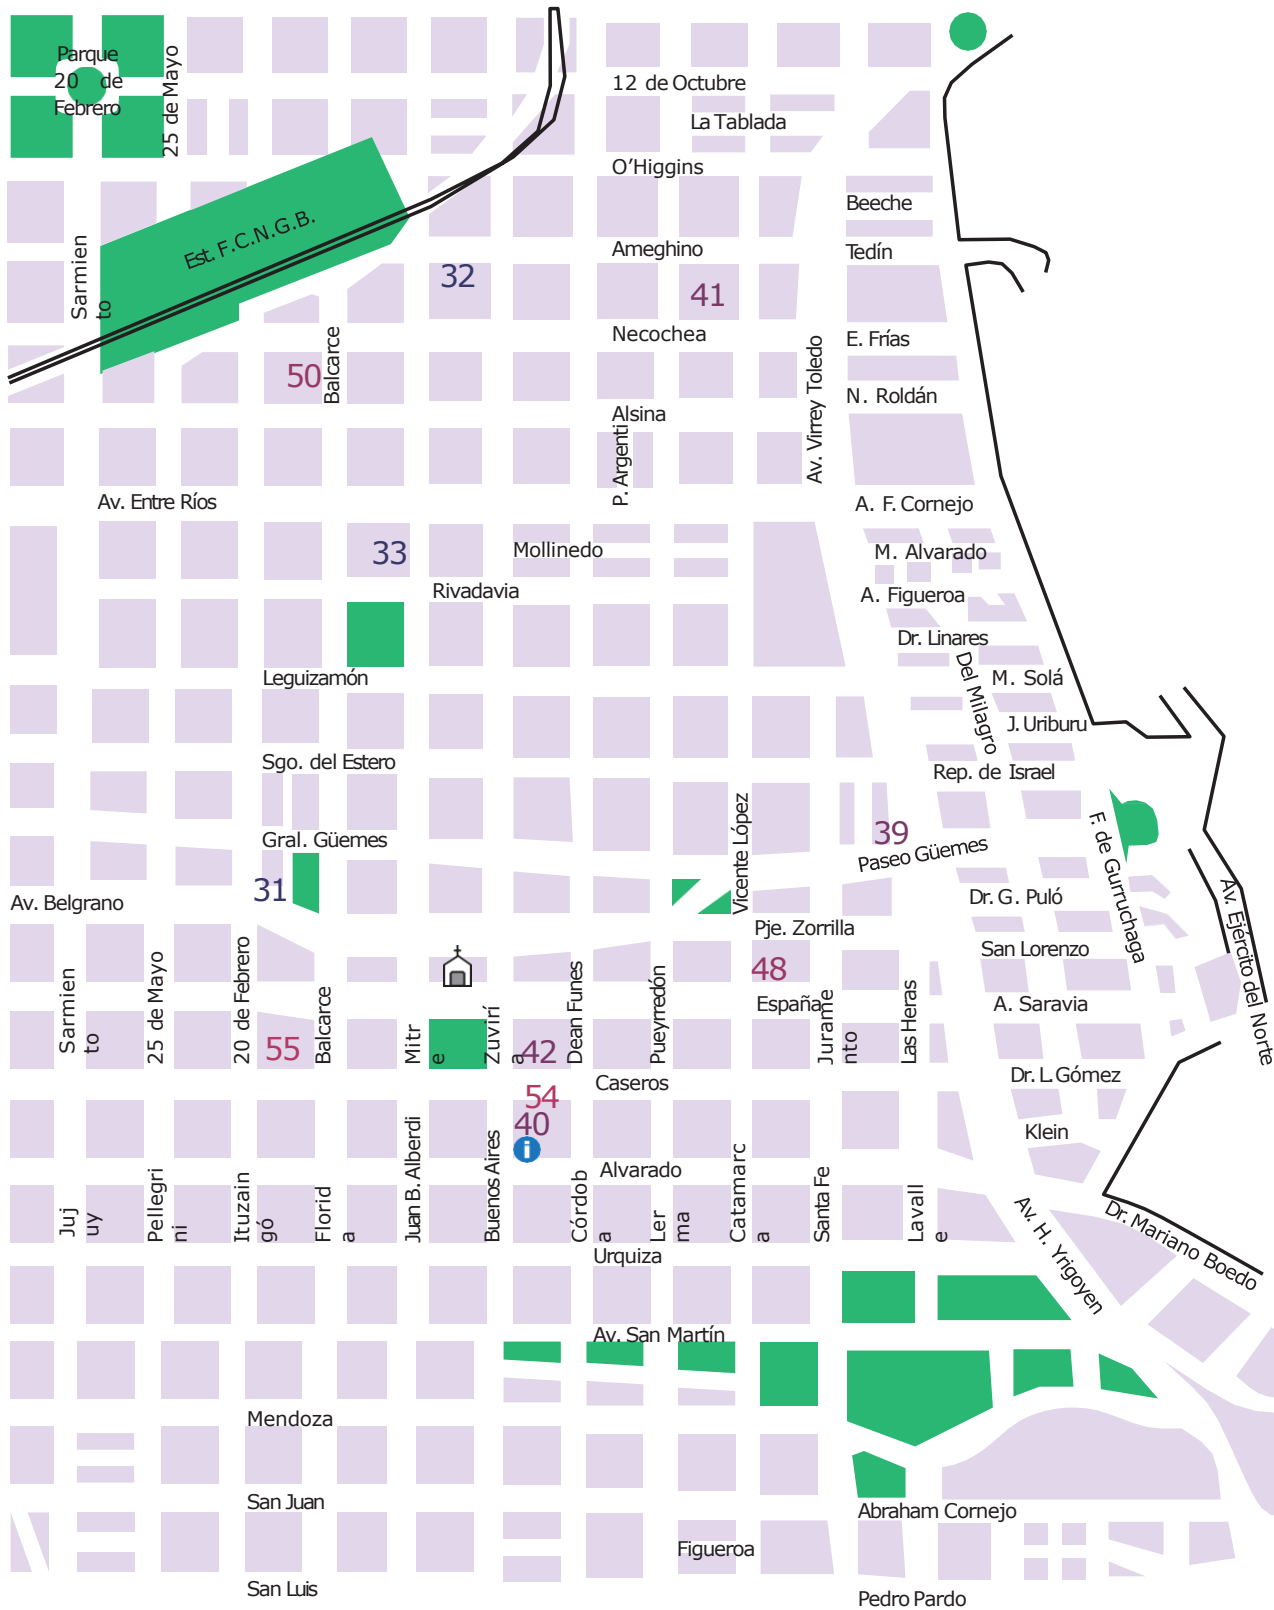 Parque
20 de
Febrero
25 de Mayo
12 de Octubre
La Tablada
O'Higgins
Beeche
Est. F.C.N.G.B.
Sarmien
to
Ameghino
Tedín
32
41
Necochea
E. Frías
Balcarce
50
Av. Virrey Toledo
N. Roldán
Alsina
P. Argenti
Av. Entre Ríos
A. F. Cornejo
33
Mollinedo
M. Alvarado
Rivadavia
A. Figueroa
Dr. Linares
Del Milagro
Leguizamón
M. Solá
J. Uriburu
Sgo. del Estero
Rep. de Israel
Vicente López
39
F. de Gurruchaga
Gral. Güemes
Paseo Güemes
31
Av. Belgrano
Dr. G. Puló
Av. Ejército del Norte
Pje. Zorrilla
San Lorenzo
48
España
A. Saravia
Sarmien
to
25 de Mayo
20 de Febrero
55
Balcarce
Mitr
e
Zuvirí
a
42
Dean Funes
Pueyrredón
Jurame
nto
Las Heras
Caseros
Dr. L. Gómez
54
40
i
Klein
Alvarado
Juj
uy
Pellegri
ni
Ituzain
gó
Florid
a
Juan B. Alberdi
Buenos Aires
Córdob
a
Ler
ma
Catamarc
a
Santa Fe
Lavall
e
Av. H. Yrigoyen
Dr. Mariano Boedo
Urquiza
Av. San Martín
Mendoza
San Juan
Abraham Cornejo
Figueroa
San Luis
Pedro Pardo